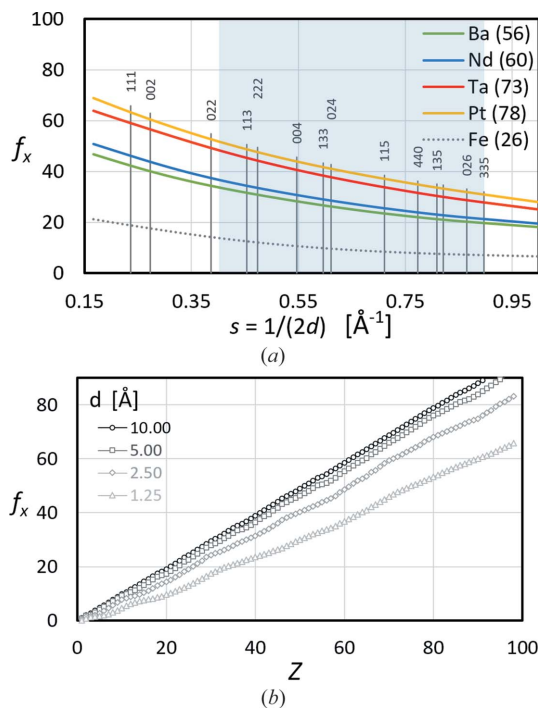 100
80
60
40
20
0
f_x
111
002
022
113
222
004
133
024
115
440
135
026
335
Ba (56)
Nd (60)
Ta (73)
Pt (78)
Fe (26)
0.15 0.35 0.55 0.75 0.95
s = 1/(2d) [Å⁻¹]
(a)
d [Å]
10.00
5.00
2.50
1.25
80
60
40
20
0
f_x
0 20 40 60 80 100
Z
(b)